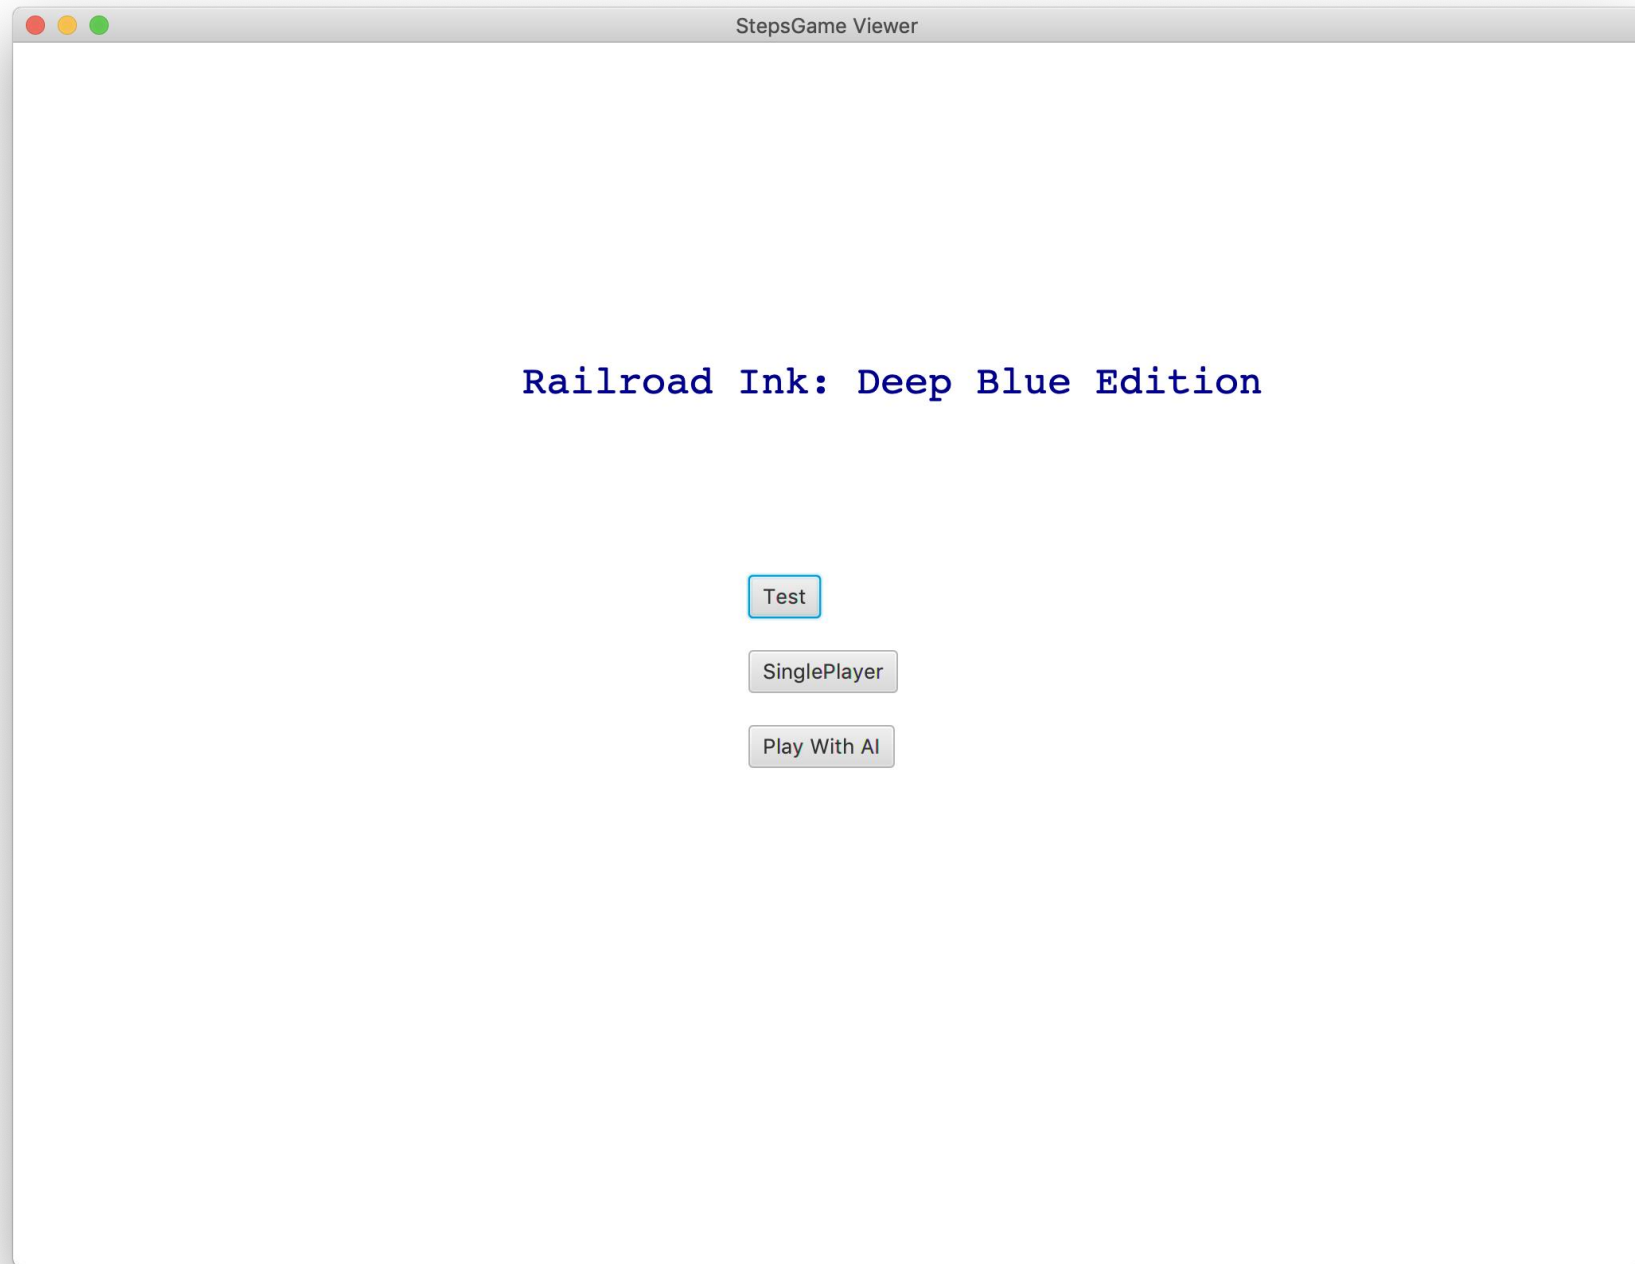 StepsGame Viewer
Railroad Ink: Deep Blue Edition
Test
SinglePlayer
Play With AI